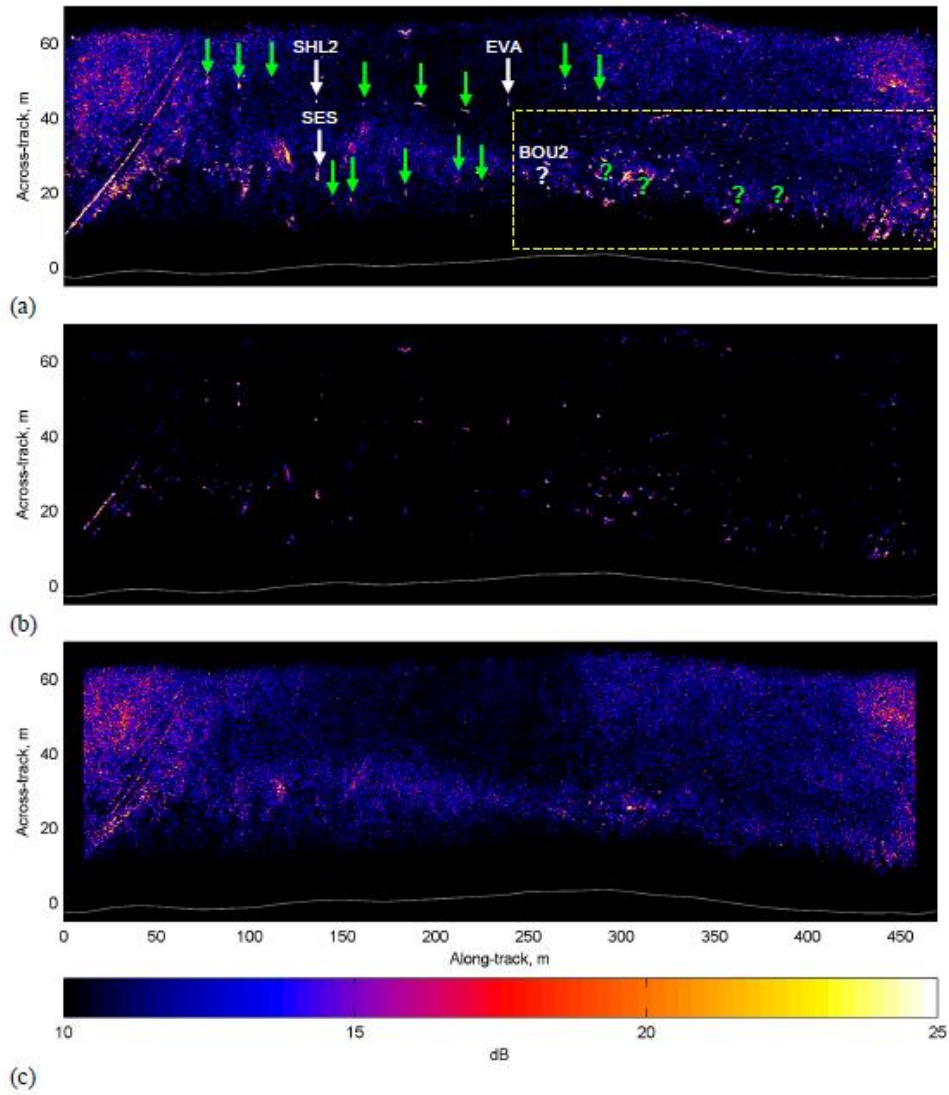 60
SHL2
EVA
40
SES
BOU2
?
? ? ? ?
20
0
Across-track, m
(a)
60
40
20
0
Across-track, m
(b)
60
40
20
0
Across-track, m
0 50 100 150 200 250 300 350 400 450
Along-track, m
10 15 20 25
dB
(c)